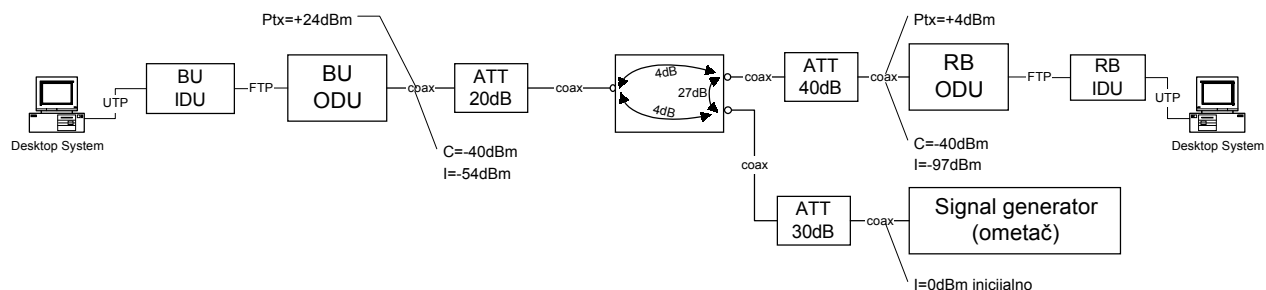 Ptx=+24dBm
Ptx=+4dBm
BU
IDU
BU
ODU
ATT
20dB
4dB
27dB
4dB
ATT
40dB
RB
ODU
RB
IDU
UTP
FTP
coax
coax
coax
coax
FTP
UTP
Desktop System
Desktop System
C=-40dBm
I=-54dBm
C=-40dBm
I=-97dBm
coax
ATT
30dB
coax
Signal generator
(ometač)
I=0dBm inicijalno